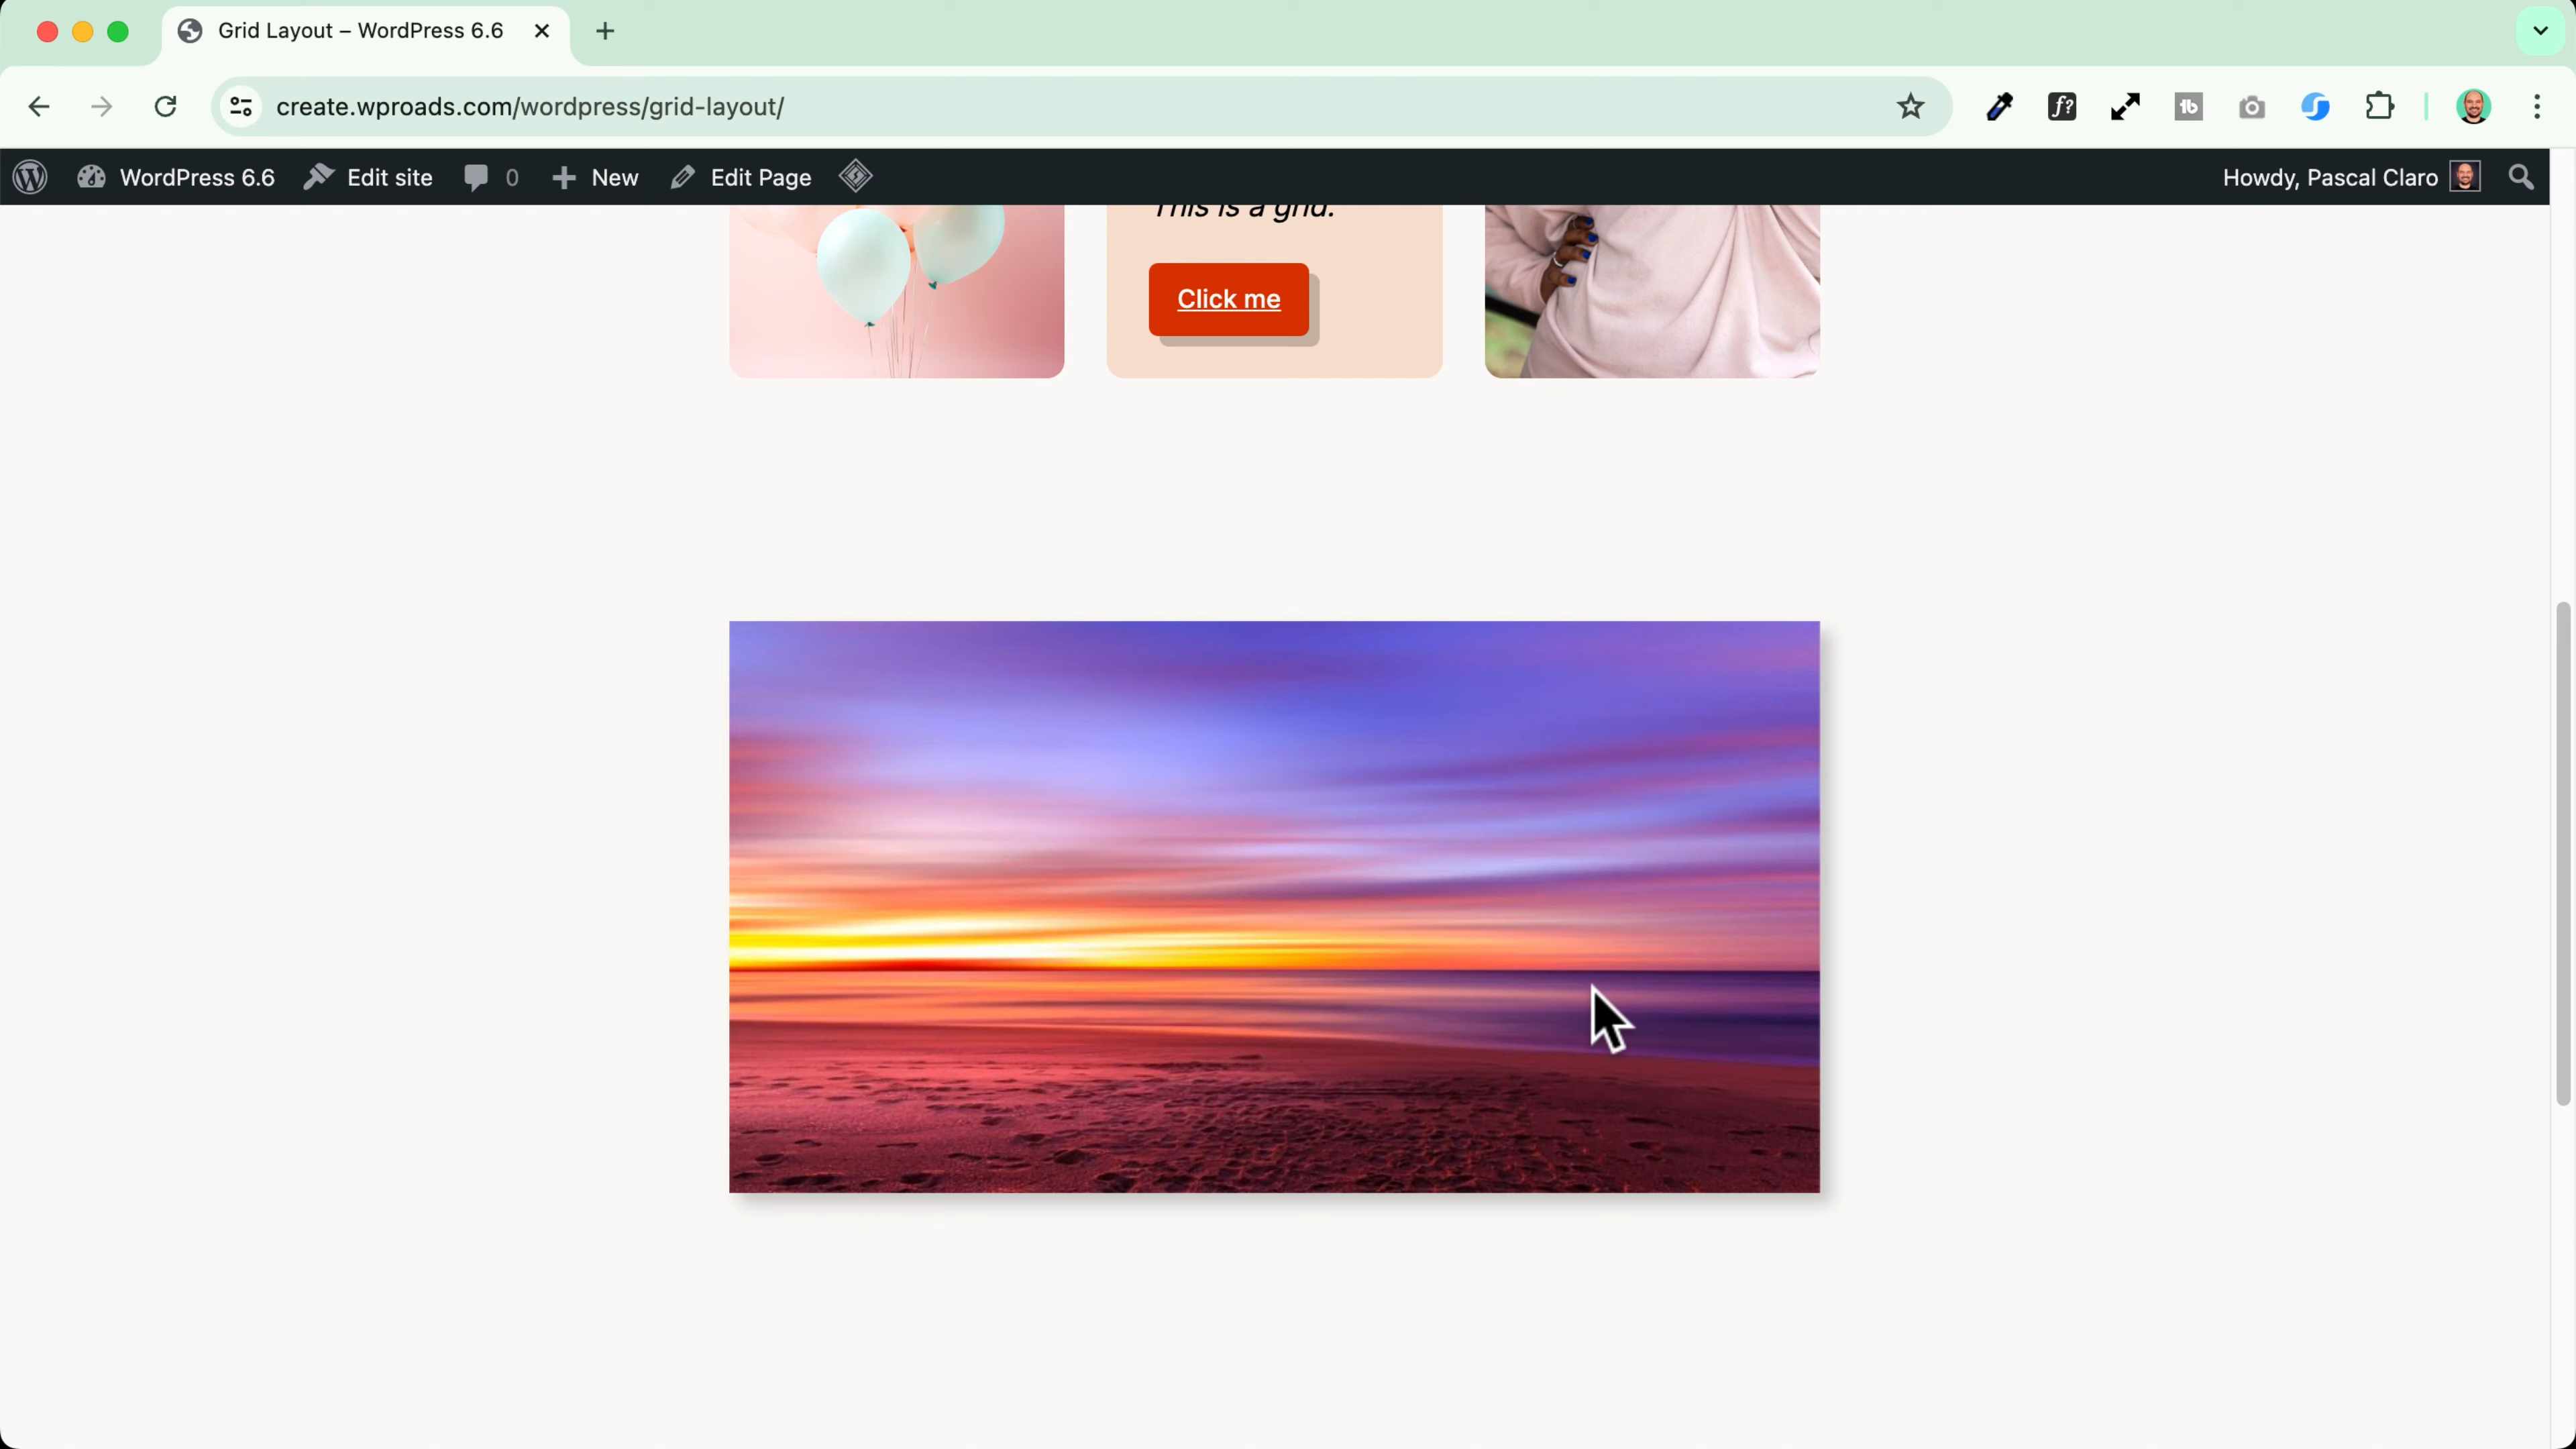 Grid Layout – WordPress 6.6
create.wproads.com/wordpress/grid-layout/
WordPress 6.6 Edit site 0 New Edit Page Howdy, Pascal Claro
This is a grid.
Click me